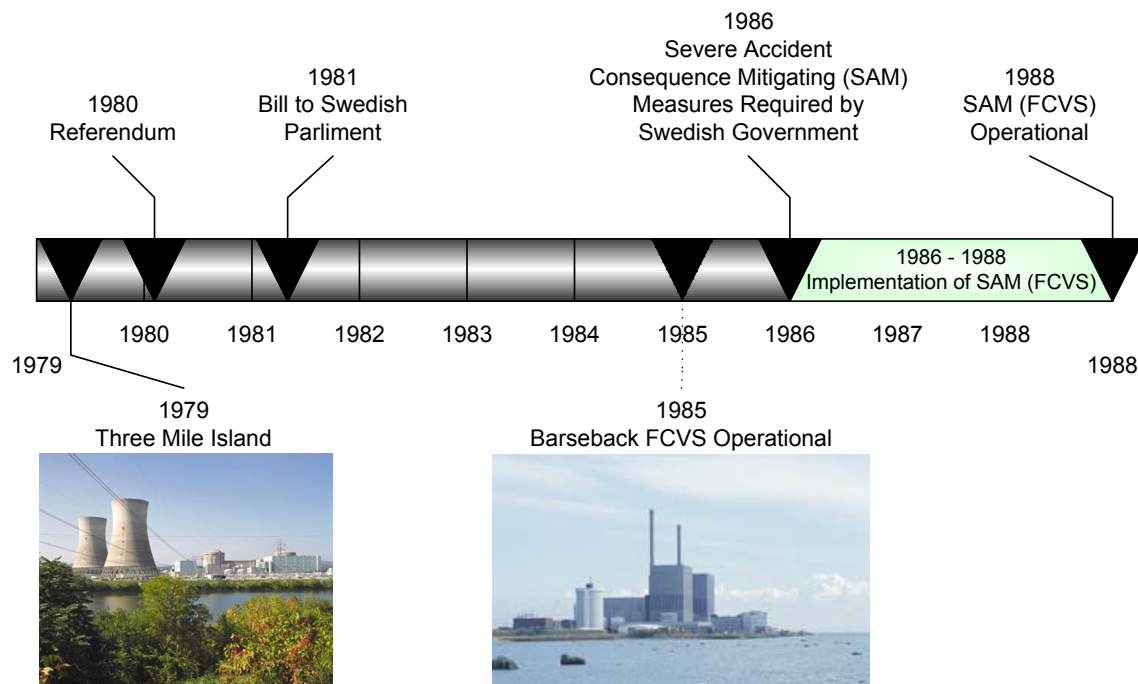 1986
Severe Accident
Consequence Mitigating (SAM)
Measures Required by
Swedish Government
1981
Bill to Swedish
Parliment
1988
SAM (FCVS)
Operational
1980
Referendum
1986 - 1988
Implementation of SAM (FCVS)
1980
1981
1982
1983
1984
1985
1986
1987
1988
1979
1988
1979
Three Mile Island
1985
Barseback FCVS Operational